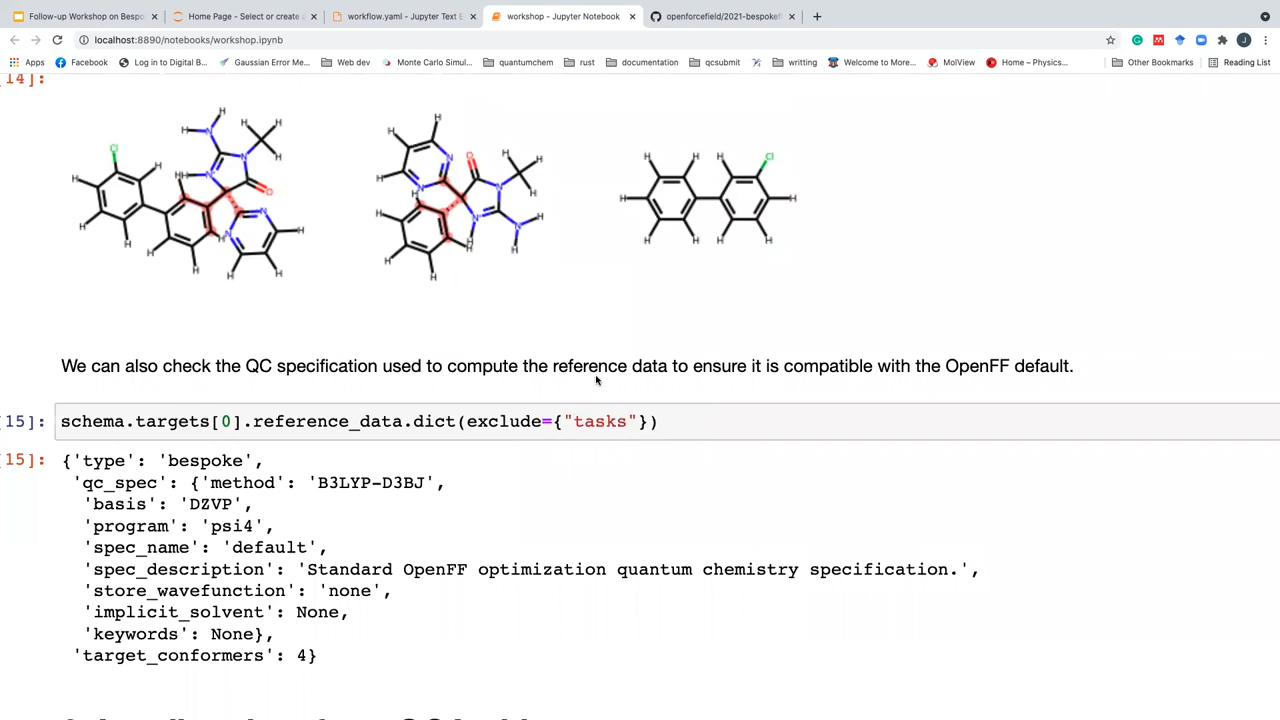 Follow-up Workshop on Bespo
Home Page - Select or create a
workflow.yaml - Jupyter Text E
workshop - Jupyter Notebook
openforcefield/2021-bespokefi
localhost:8890/notebooks/workshop.ipynb
Apps
Facebook
Log in to Digital B...
Gaussian Error Me...
Web dev
Monte Carlo Simul...
quantumchem
rust
documentation
qcsubmit
writting
Welcome to More...
MolView
Home – Physics...
Other Bookmarks
Reading List
14]:
We can also check the QC specification used to compute the reference data to ensure it is compatible with the OpenFF default.
[15]: schema.targets[0].reference_data.dict(exclude={"tasks"})
[15]: {'type': 'bespoke',
'qc_spec': {'method': 'B3LYP-D3BJ',
'basis': 'DZVP',
'program': 'psi4',
'spec_name': 'default',
'spec_description': 'Standard OpenFF optimization quantum chemistry specification.',
'store_wavefunction': 'none',
'implicit_solvent': None,
'keywords': None},
'target_conformers': 4}